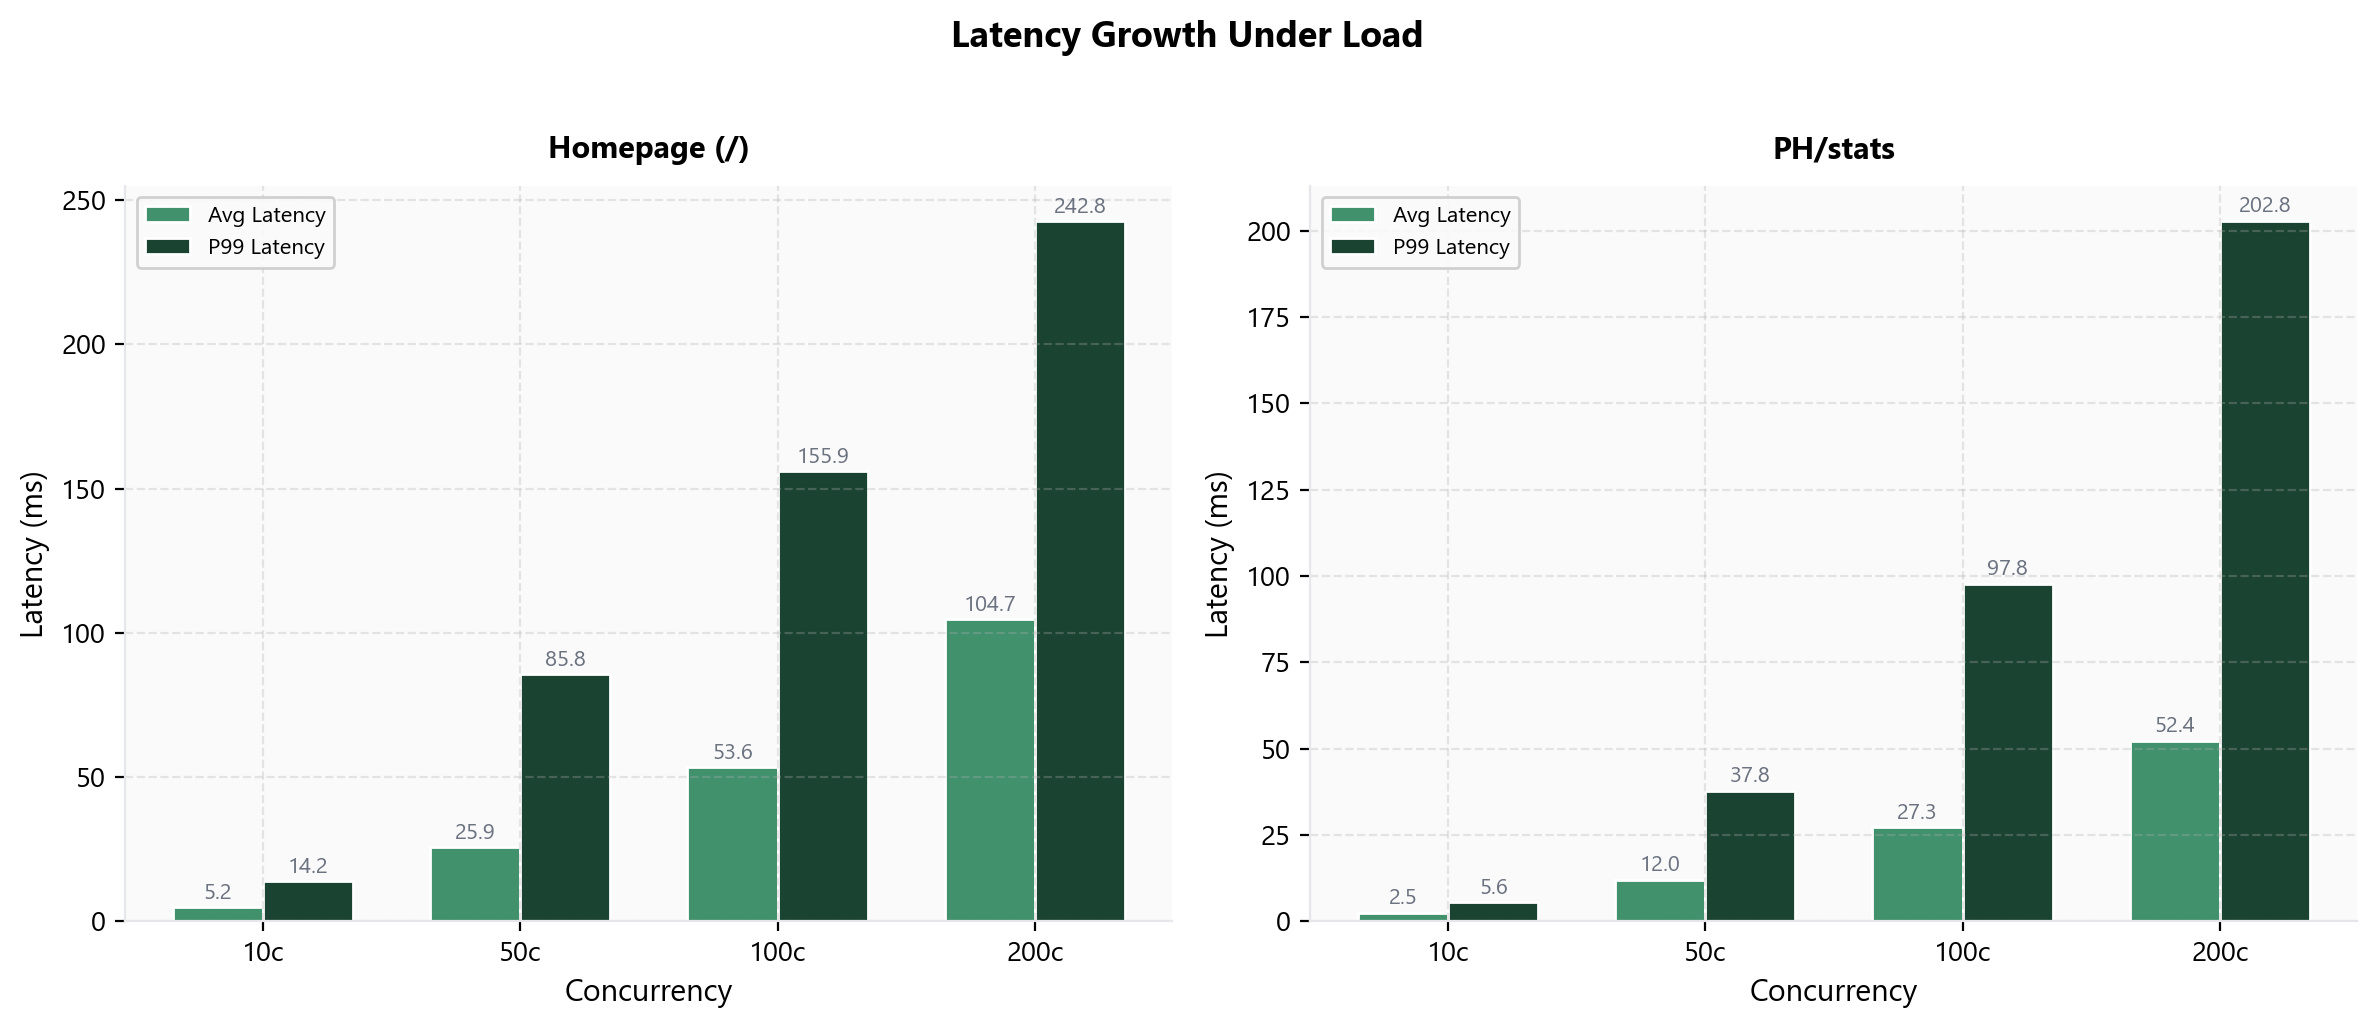 Latency Growth Under Load
Homepage (/)
Avg Latency
P99 Latency
Latency (ms)
250
200
150
100
50
0
5.2
14.2
25.9
85.8
53.6
155.9
104.7
242.8
10c
50c
100c
200c
Concurrency
PH/stats
Avg Latency
P99 Latency
Latency (ms)
200
175
150
125
100
75
50
25
0
2.5
5.6
12.0
37.8
27.3
97.8
52.4
202.8
10c
50c
100c
200c
Concurrency